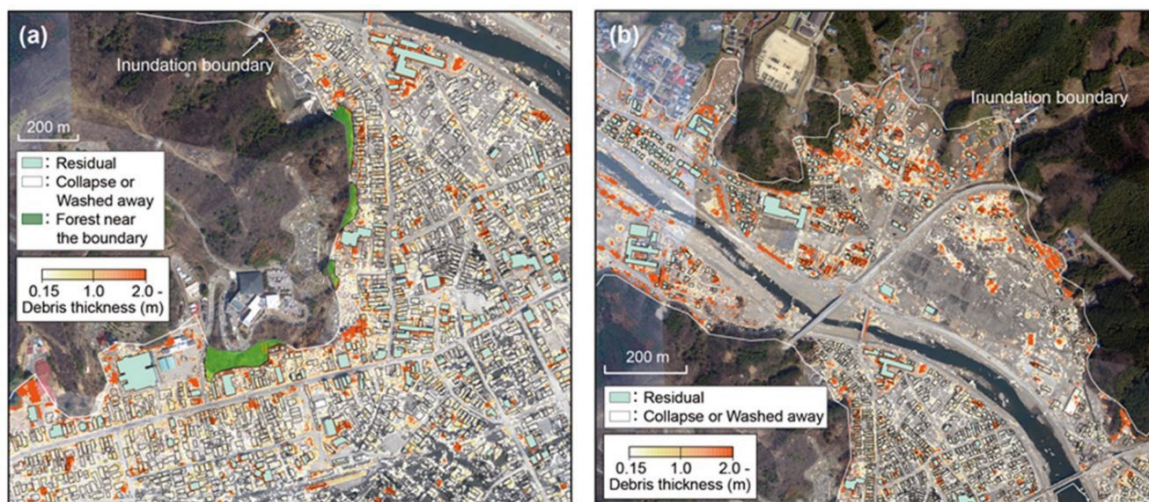 (a)
Inundation boundary
200 m
: Residual
: Collapse or
Washed away
: Forest near
the boundary
0.15 1.0 2.0 -
Debris thickness (m)
(b)
Inundation boundary
200 m
: Residual
: Collapse or Washed away
0.15 1.0 2.0 -
Debris thickness (m)